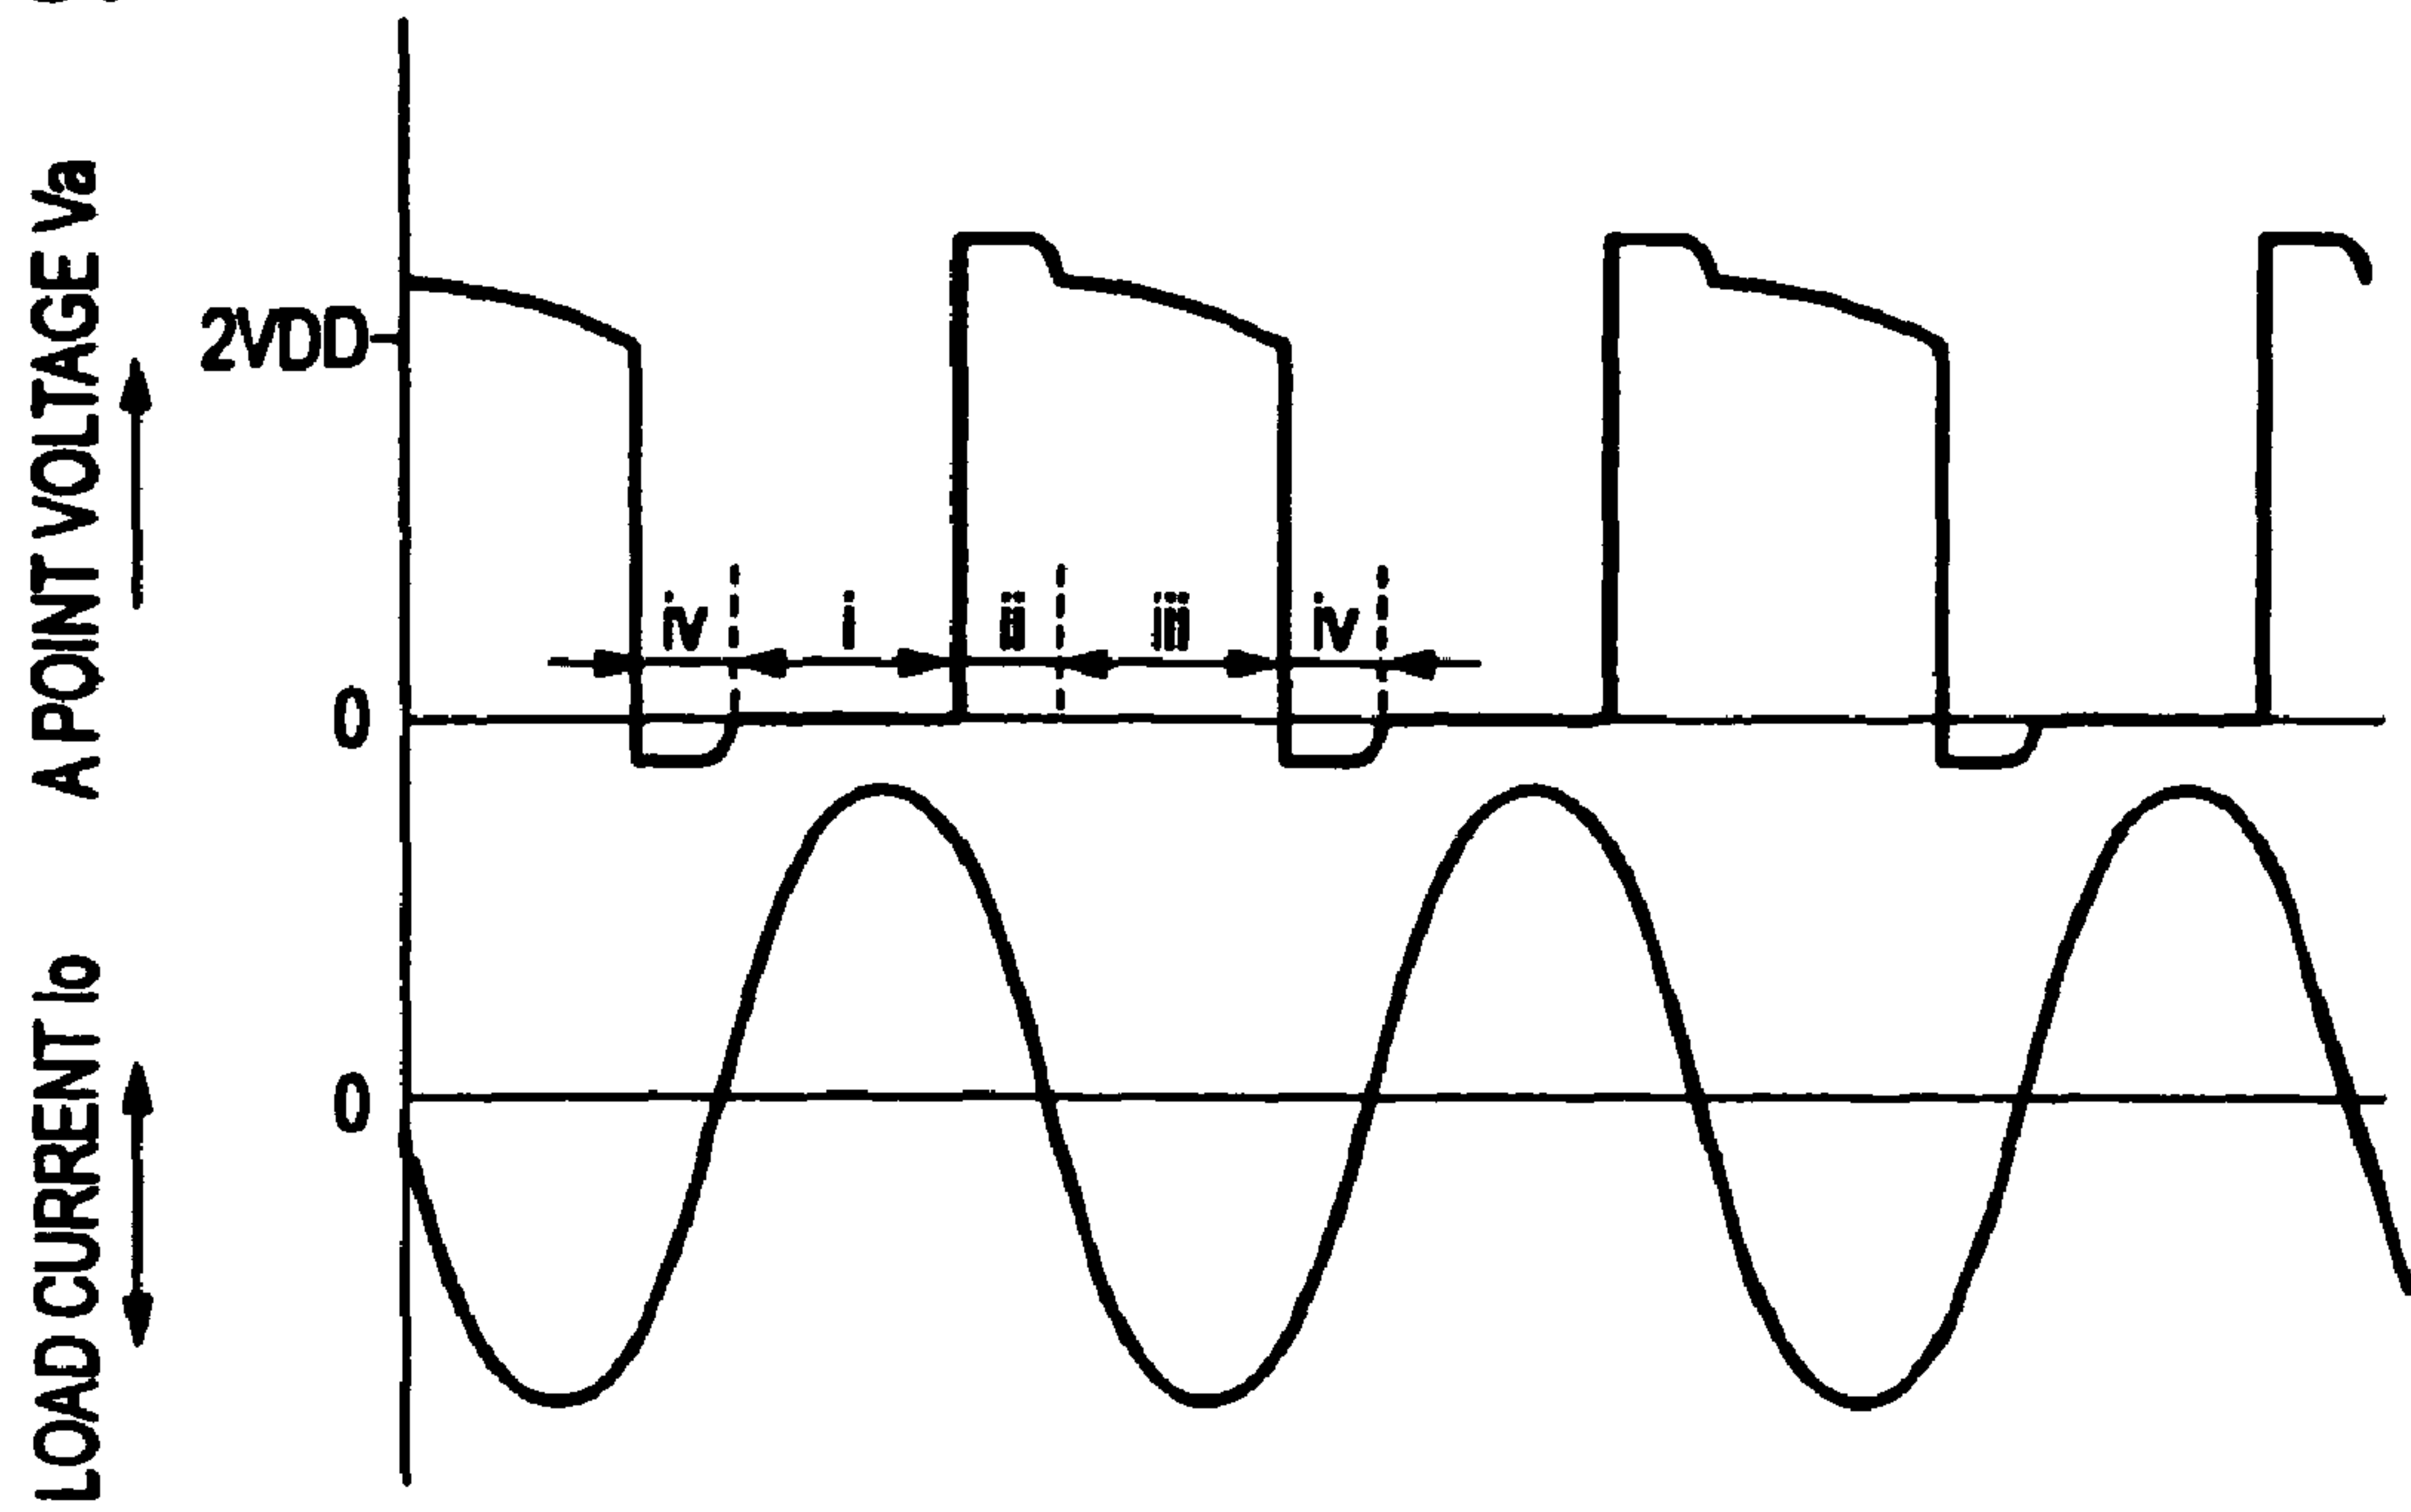 A POINT VOLTAGE Va
2VDD
iv
i
ii
iii
iv
0
LOAD CURRENT Io
0